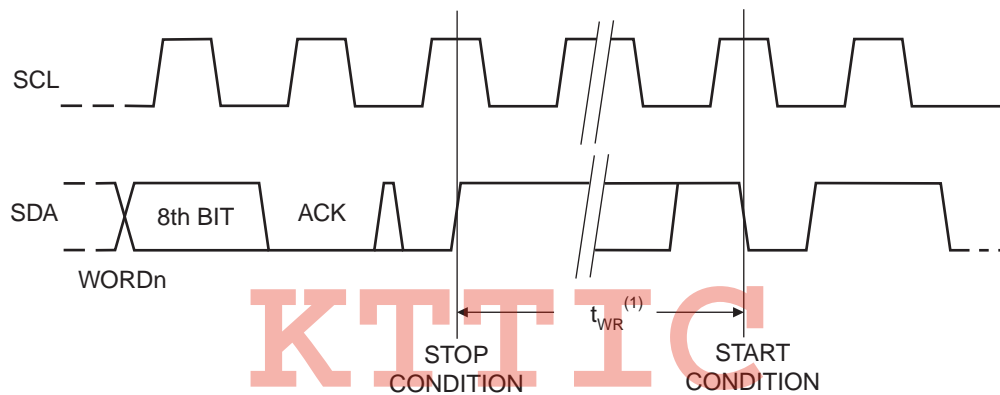 SCL
SDA
8th BIT
ACK
WORDn
tWR(1)
STOP
CONDITION
START
CONDITION
KTTIC